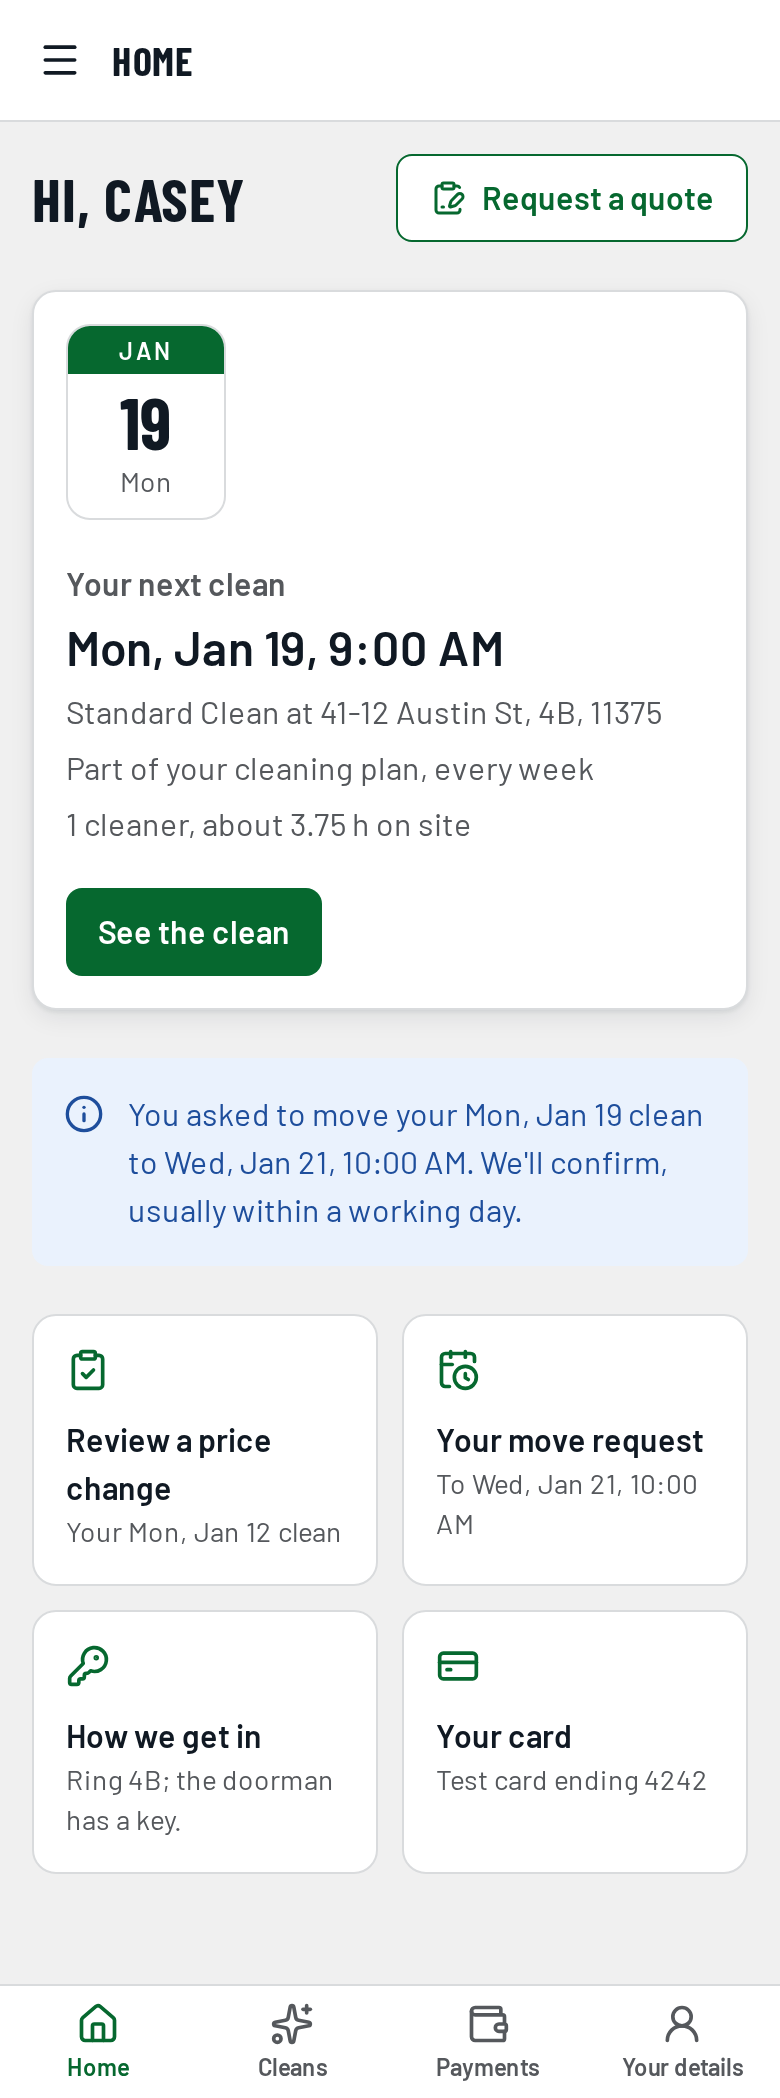 HOME
HI, CASEY
Request a quote
JAN
19
Mon
Your next clean
Mon, Jan 19, 9:00 AM
Standard Clean at 41-12 Austin St, 4B, 11375
Part of your cleaning plan, every week
1 cleaner, about 3.75 h on site
See the clean
You asked to move your Mon, Jan 19 clean
to Wed, Jan 21, 10:00 AM. We'll confirm,
usually within a working day.
Review a price
change
Your Mon, Jan 12 clean
Your move request
To Wed, Jan 21, 10:00
AM
How we get in
Ring 4B; the doorman
has a key.
Your card
Test card ending 4242
Home
Cleans
Payments
Your details